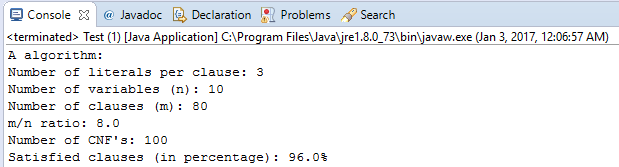 Console @ Javadoc Declaration Problems Search
<terminated> Test (1) [Java Application] C:\Program Files\Java\jre1.8.0_73\bin\javaw.exe (Jan 3, 2017, 12:06:57 AM)
A algorithm:
Number of literals per clause: 3
Number of variables (n): 10
Number of clauses (m): 80
m/n ratio: 8.0
Number of CNF's: 100
Satisfied clauses (in percentage): 96.0%